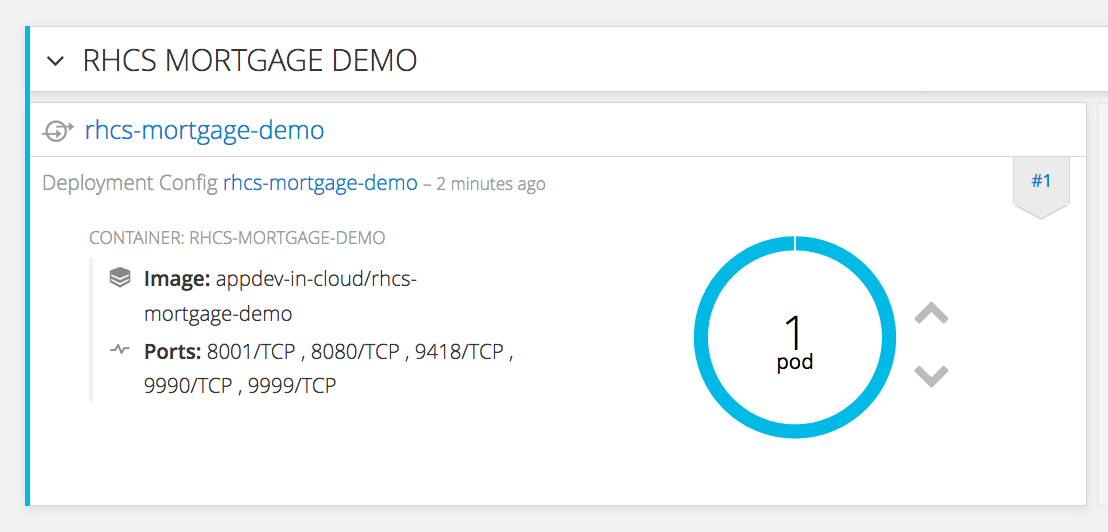 RHCS MORTGAGE DEMO
rhcs-mortgage-demo
Deployment Config rhcs-mortgage-demo – 2 minutes ago
#1
CONTAINER: RHCS-MORTGAGE-DEMO
Image: appdev-in-cloud/rhcs-
mortgage-demo
Ports: 8001/TCP , 8080/TCP , 9418/TCP ,
9990/TCP , 9999/TCP
1
pod